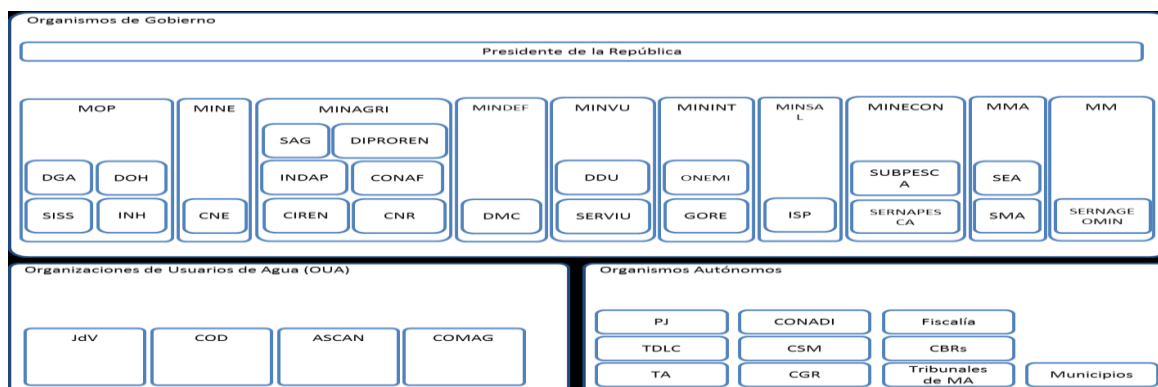 Organismos de Gobierno
Presidente de la República
MOP
MINE
MINAGRI
MINDEF
MINVU
MININT
MINSA
L
MINECON
MMA
MM
SAG
DIPROREN
DGA
DOH
INDAP
CONAF
DDU
ONEMI
SUBPESC
A
SEA
SISS
INH
CNE
CIREN
CNR
DMC
SERVIU
GORE
ISP
SERNAPES
CA
SMA
SERNAGE
OMIN
Organizaciones de Usuarios de Agua (OUA)
JdV
COD
ASCAN
COMAG
Organismos Autónomos
PJ
CONADI
Fiscalía
TDLC
CSM
CBRs
TA
CGR
Tribunales
de MA
Municipios